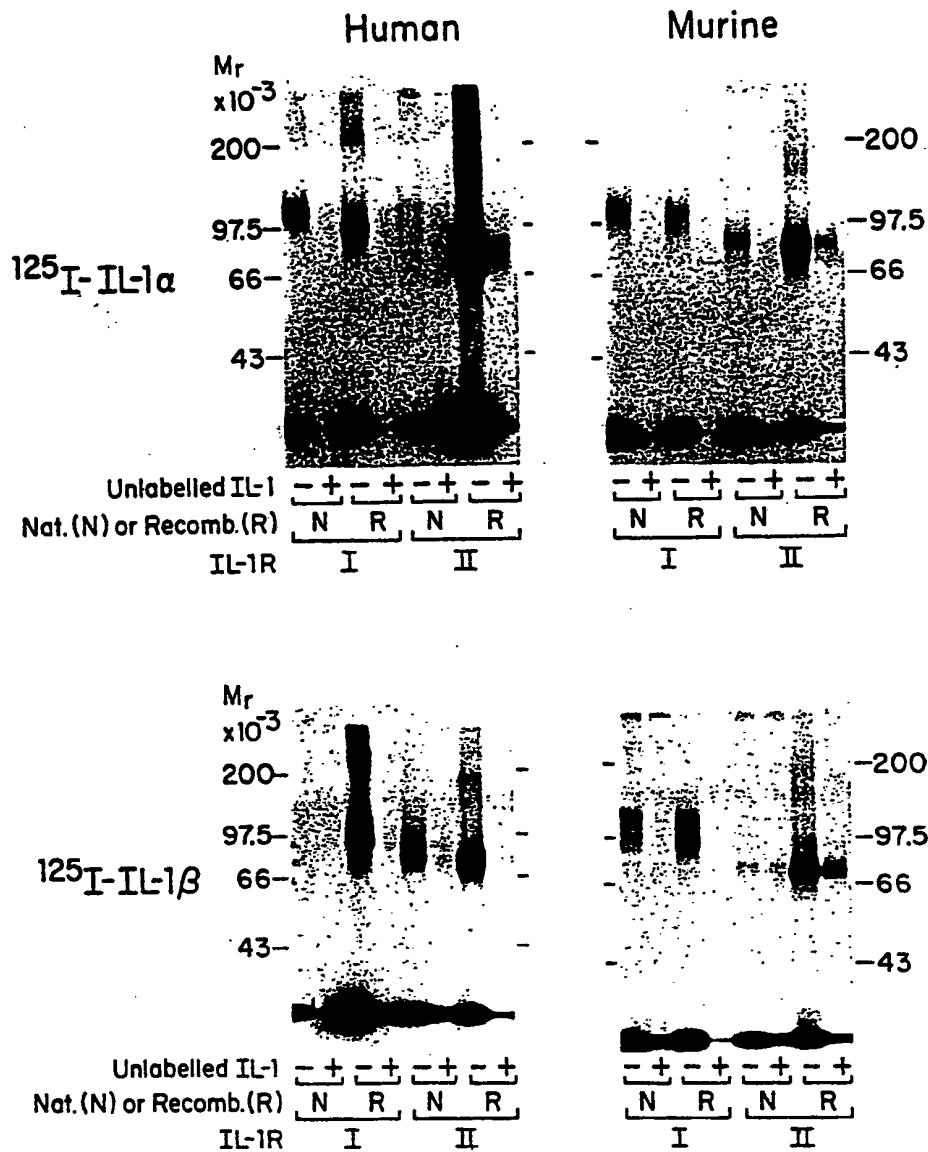 Human Murine
Mr
x10⁻³
200– –200
97.5– –97.5
¹²⁵I-IL-1α
66– –66
43– –43
Unlabelled IL-1 – + – + – + – + – + – + – + – +
Nat.(N) or Recomb.(R) N R N R N R N R
IL-1R I II I II
Mr
x10⁻³
200– –200
97.5– –97.5
¹²⁵I-IL-1β
66– –66
43– –43
Unlabelled IL-1 – + – + – + – + – + – + – + – +
Nat.(N) or Recomb.(R) N R N R N R N R
IL-1R I II I II